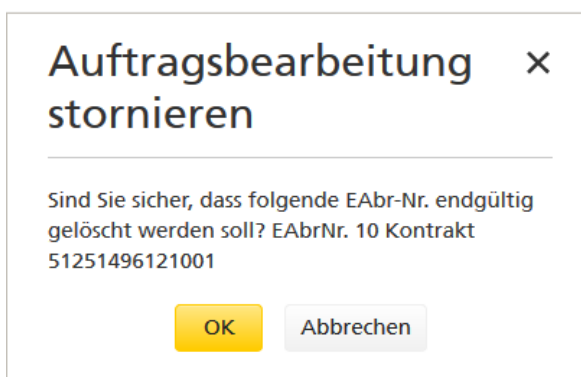 Auftragsbearbeitung
stornieren
Sind Sie sicher, dass folgende EAbr-Nr. endgültig
gelöscht werden soll? EAbrNr. 10 Kontrakt
51251496121001
OK
Abbrechen